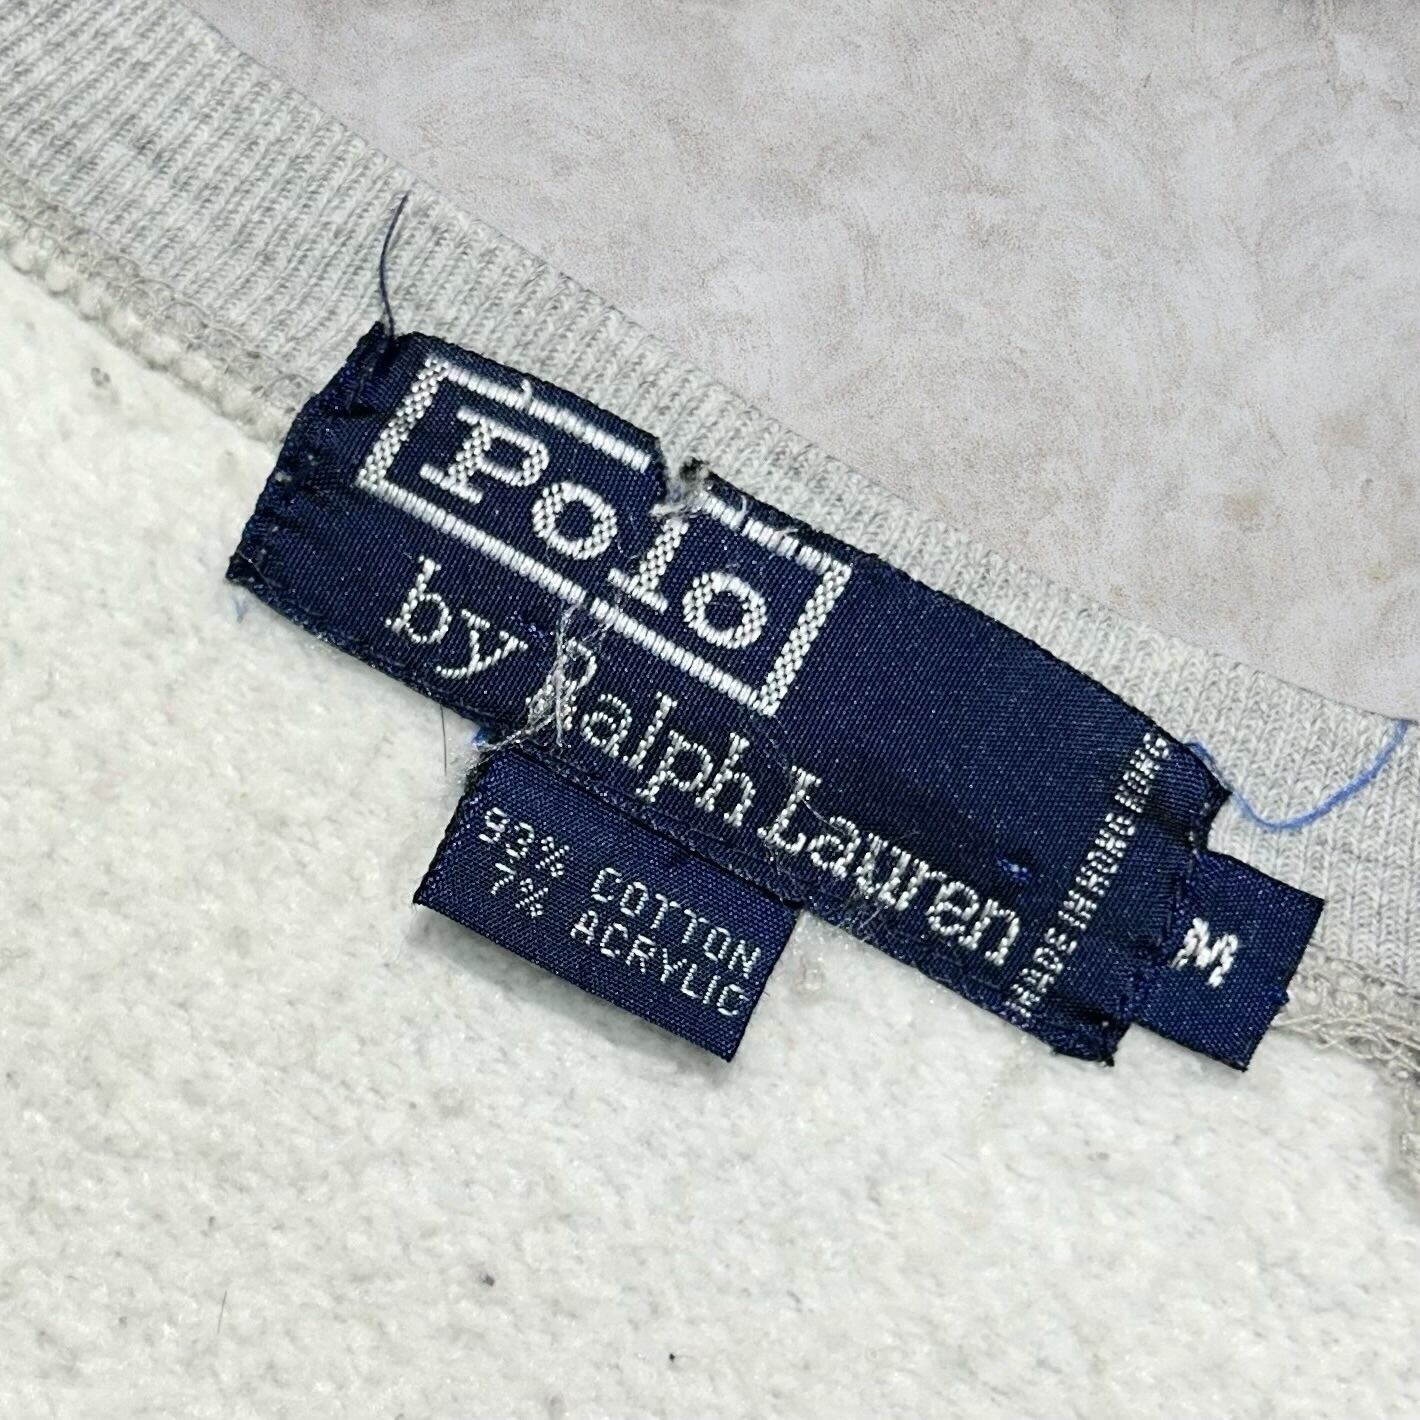 Polo
by Ralph Lauren
MADE IN HONG KONG
M
93% COTTON
7% ACRYLIC